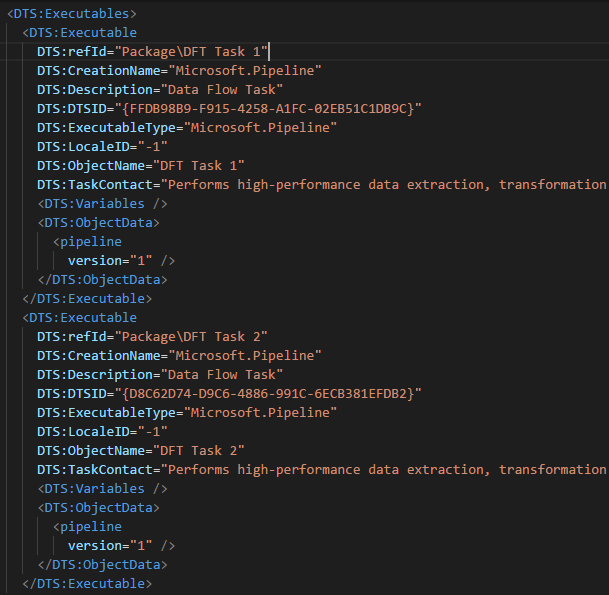 <DTS:Executables>
<DTS:Executable
DTS:refId="Package\DFT Task 1"
DTS:CreationName="Microsoft.Pipeline"
DTS:Description="Data Flow Task"
DTS:DTSID="{FFDB98B9-F915-4258-A1FC-02EB51C1DB9C}"
DTS:ExecutableType="Microsoft.Pipeline"
DTS:LocaleID="-1"
DTS:ObjectName="DFT Task 1"
DTS:TaskContact="Performs high-performance data extraction, transformation
<DTS:Variables />
<DTS:ObjectData>
<pipeline
version="1" />
</DTS:ObjectData>
</DTS:Executable>
<DTS:Executable
DTS:refId="Package\DFT Task 2"
DTS:CreationName="Microsoft.Pipeline"
DTS:Description="Data Flow Task"
DTS:DTSID="{D8C62D74-D9C6-4886-991C-6ECB381EFDB2}"
DTS:ExecutableType="Microsoft.Pipeline"
DTS:LocaleID="-1"
DTS:ObjectName="DFT Task 2"
DTS:TaskContact="Performs high-performance data extraction, transformation
<DTS:Variables />
<DTS:ObjectData>
<pipeline
version="1" />
</DTS:ObjectData>
</DTS:Executable>